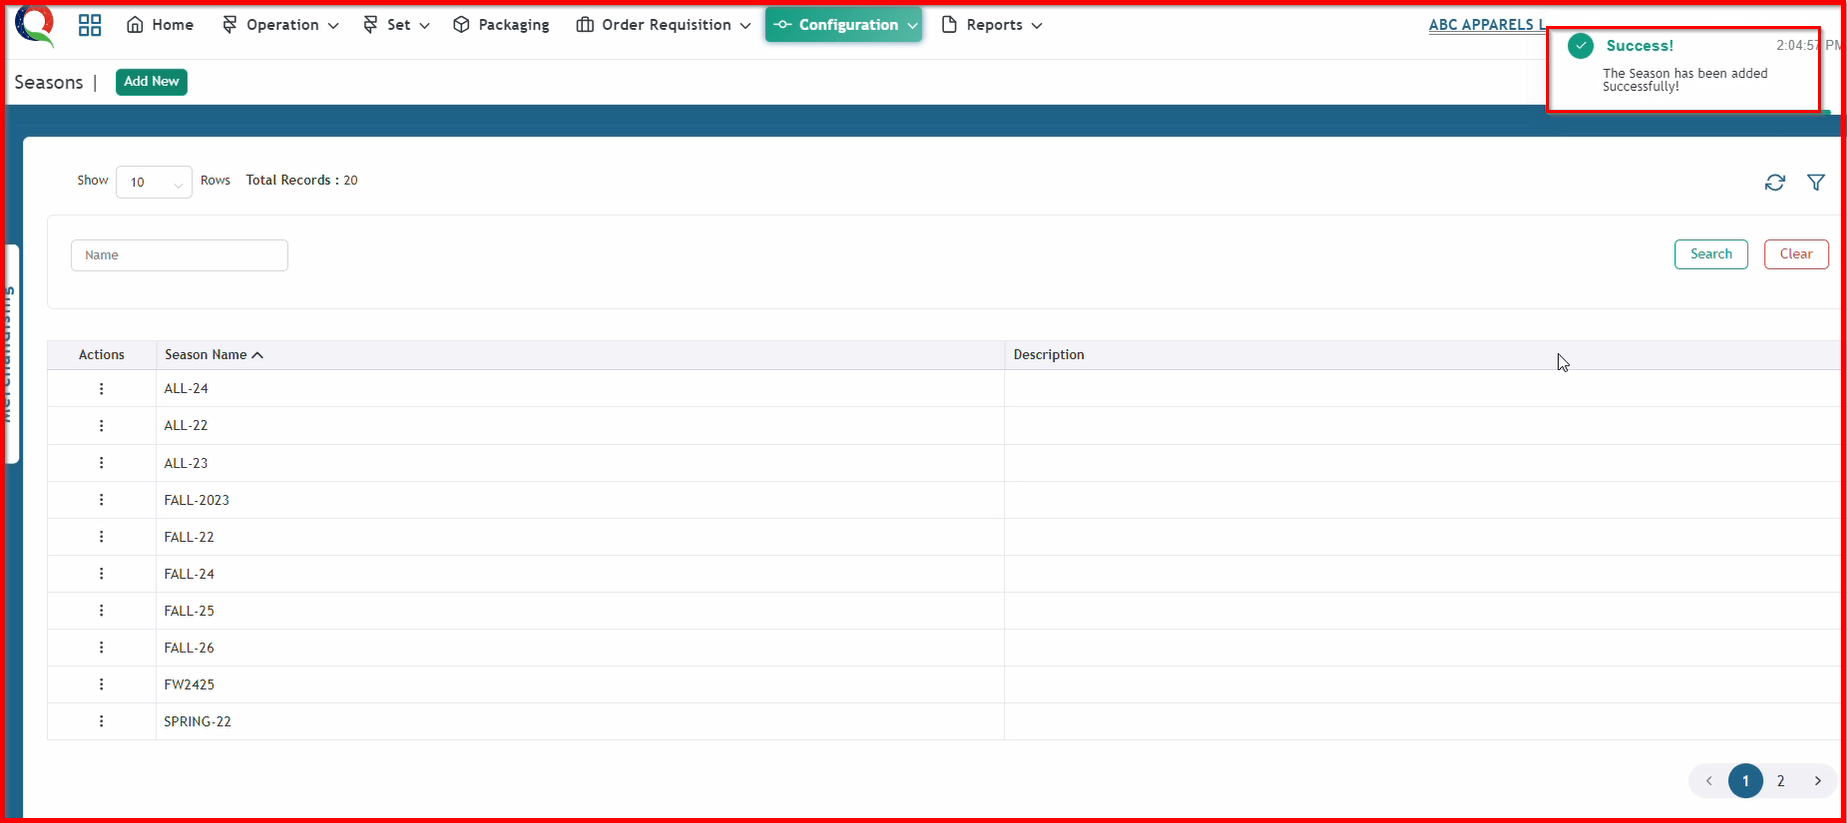 Home
Operation
Set
Packaging
Order Requisition
Configuration
Reports
ABC APPARELS L
Success!
2:04:57 PM
The Season has been added
Successfully!
Seasons |
Add New
Show
10
Rows
Total Records : 20
Name
Search
Clear
Merchandising
Actions
Season Name
Description
ALL-24
ALL-22
ALL-23
FALL-2023
FALL-22
FALL-24
FALL-25
FALL-26
FW2425
SPRING-22
1
2